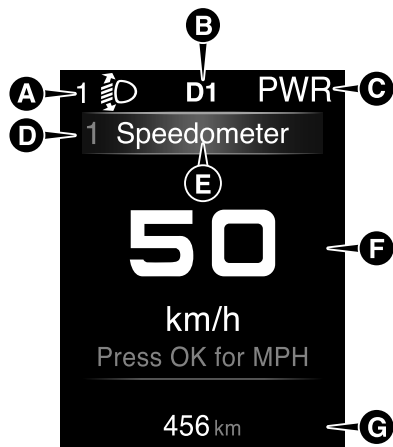 B
A 1 D1 PWR C
D 1 Speedometer
E
50 F
km/h
Press OK for MPH
456 km G